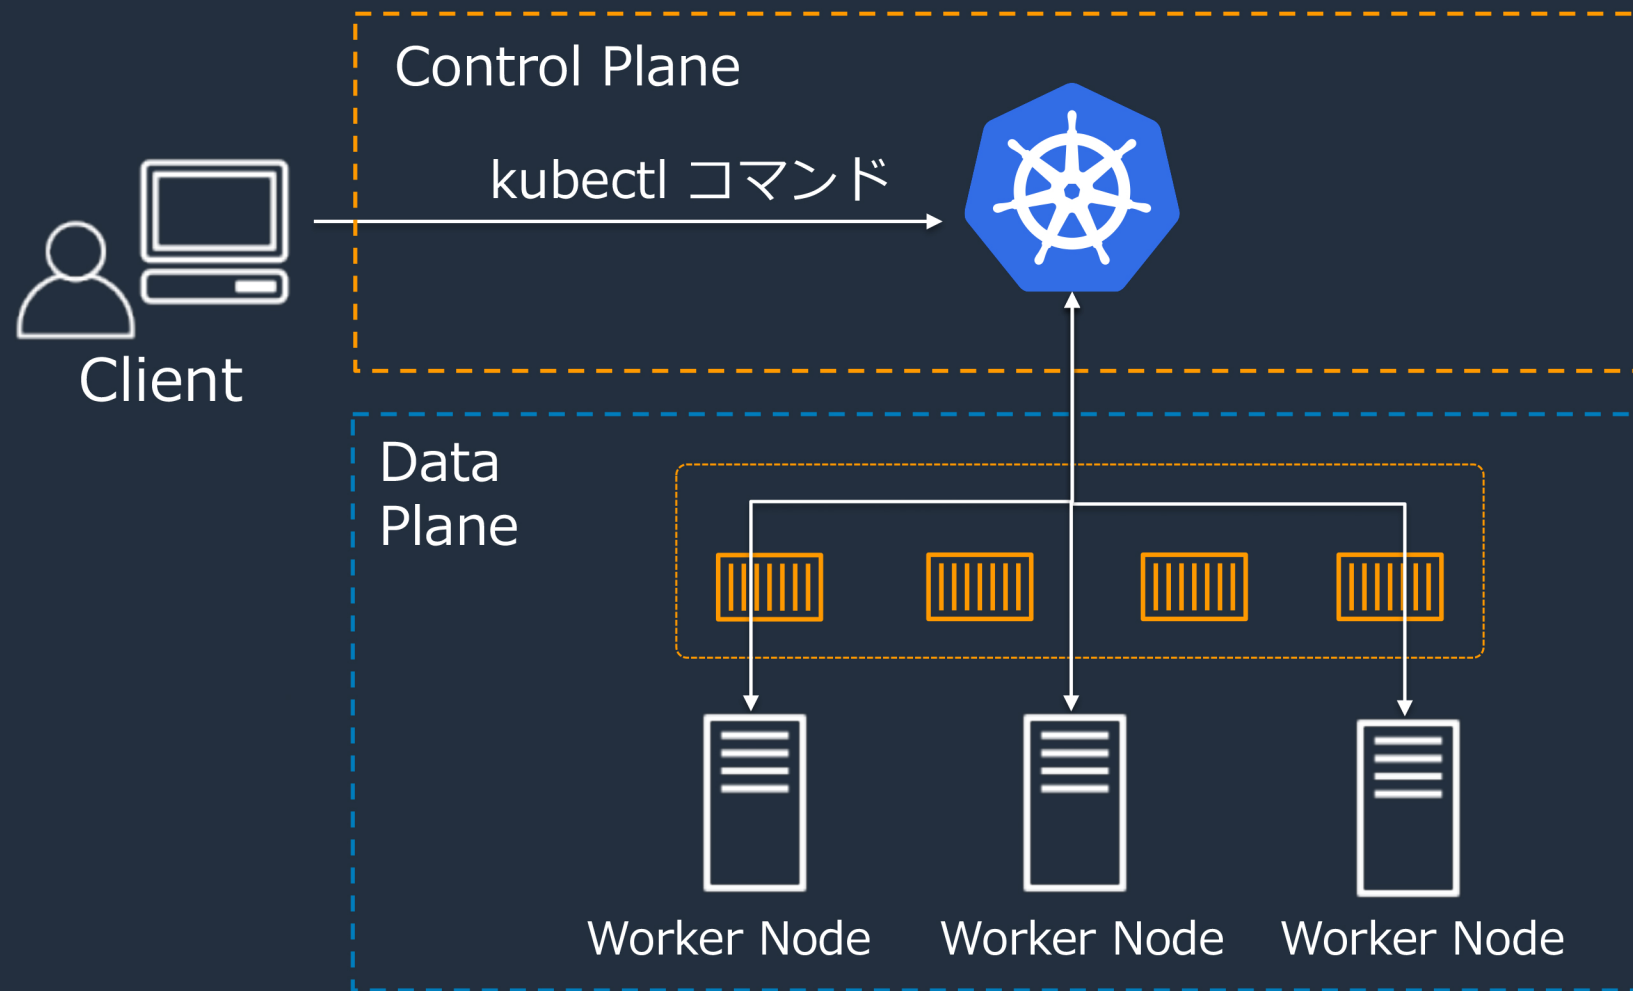 Control Plane
kubectl コマンド
Client
Data
Plane
Worker Node
Worker Node
Worker Node